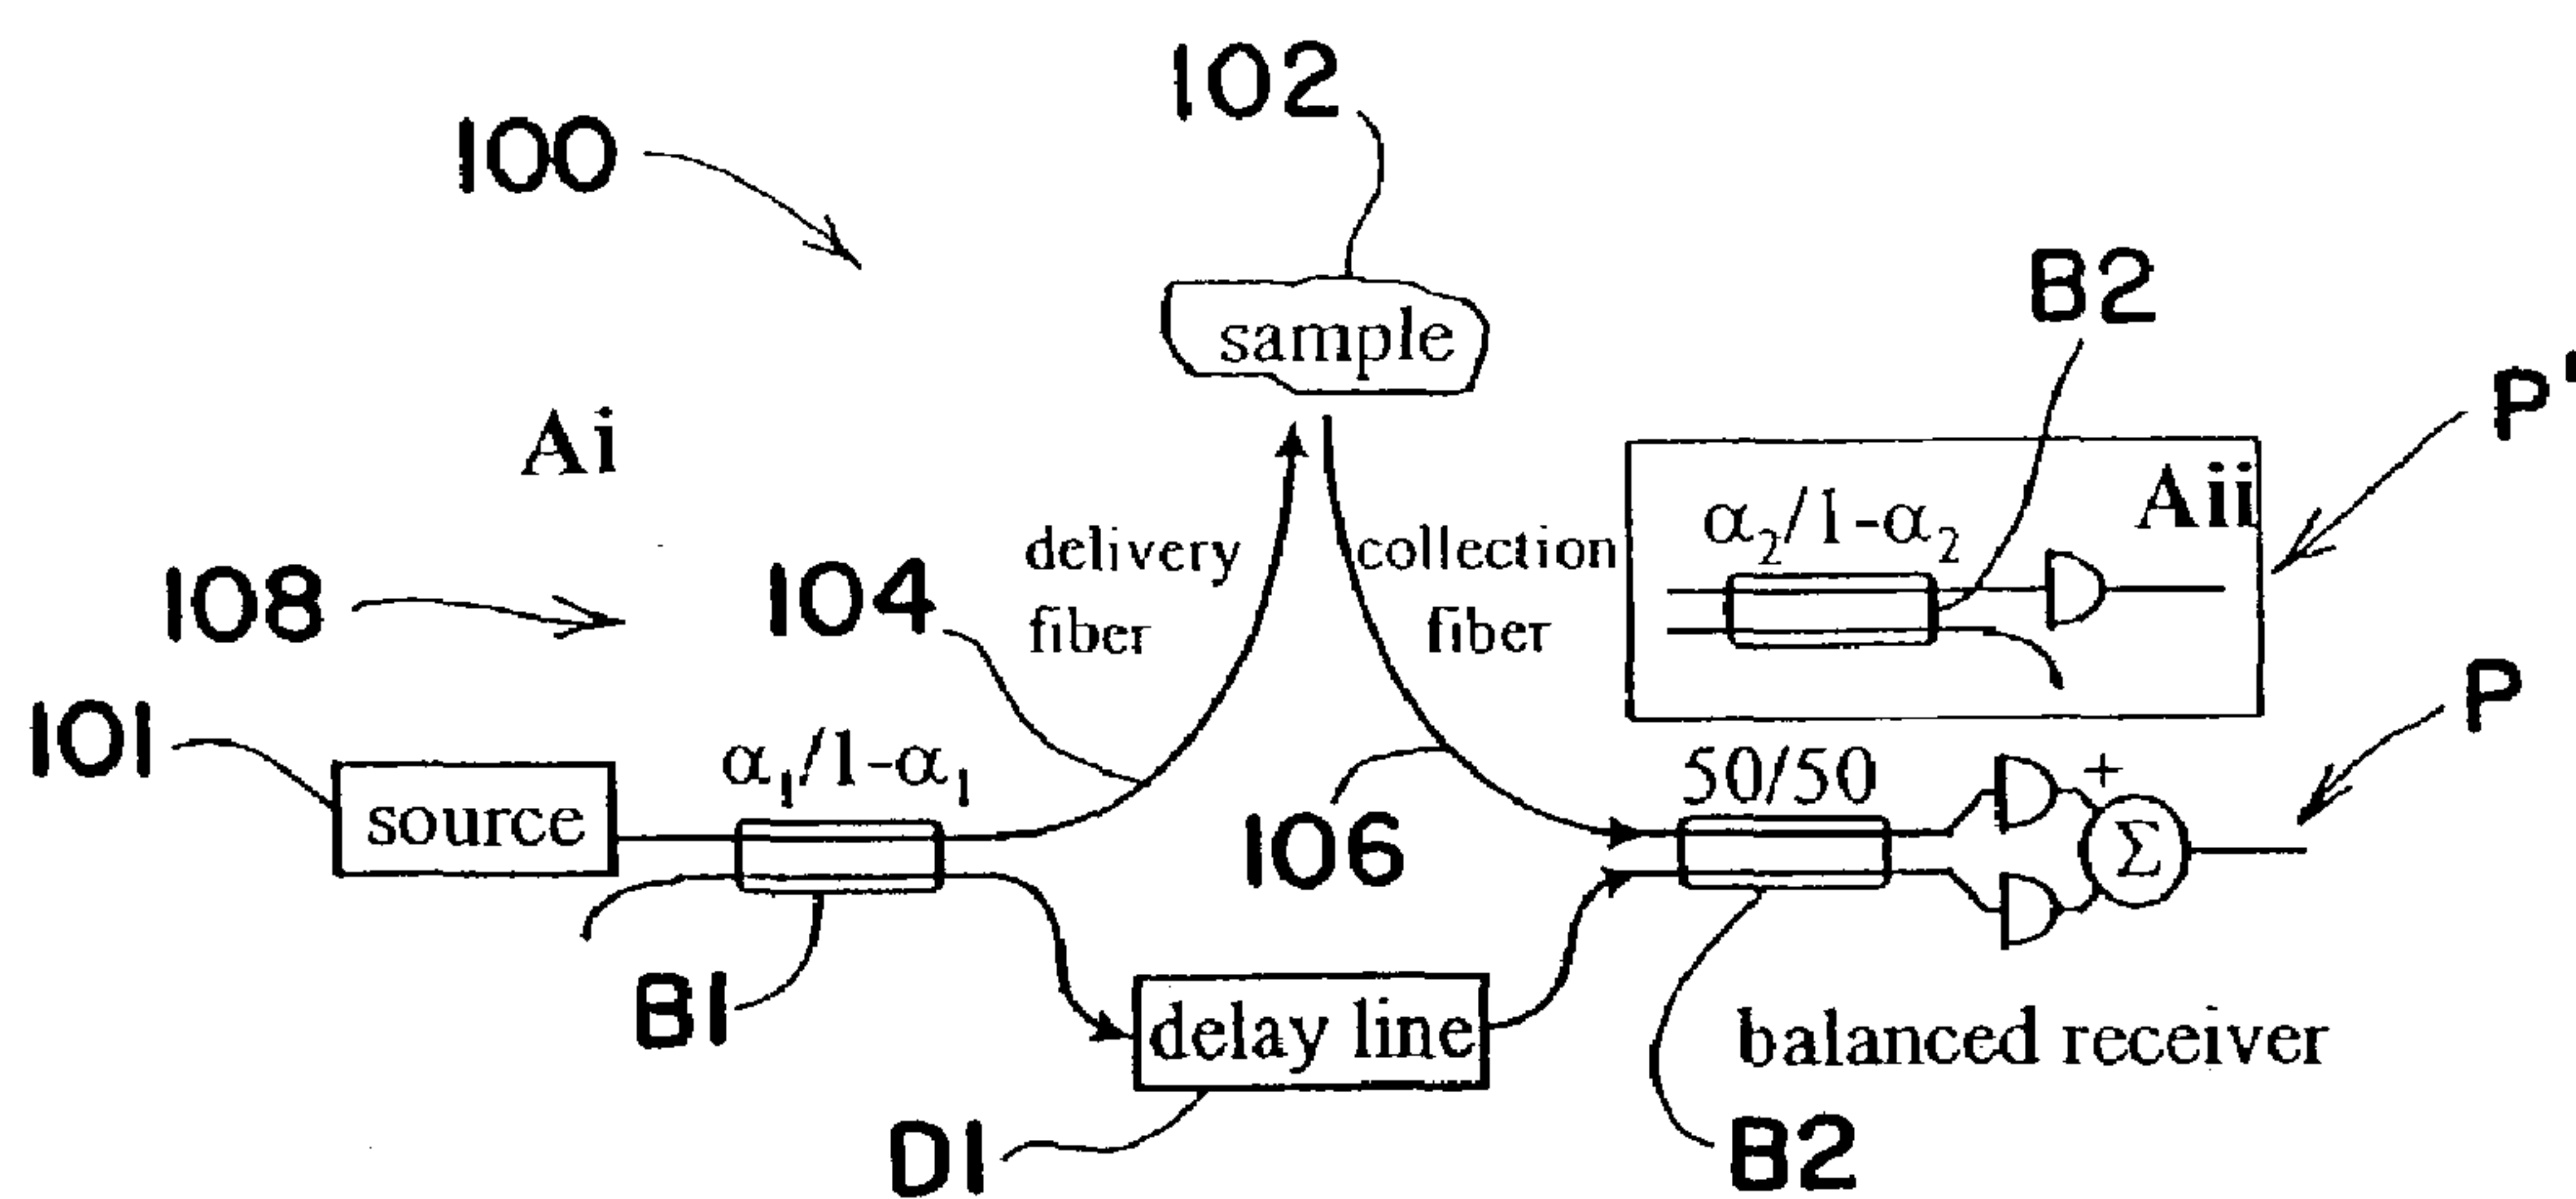 102
100
B2
P'
sample
Ai
Aii
α₂/1-α₂
delivery
fiber
collection
fiber
108
104
P
101
α₁/1-α₁
50/50
+
source
106
Σ
B1
delay line
balanced receiver
D1
B2